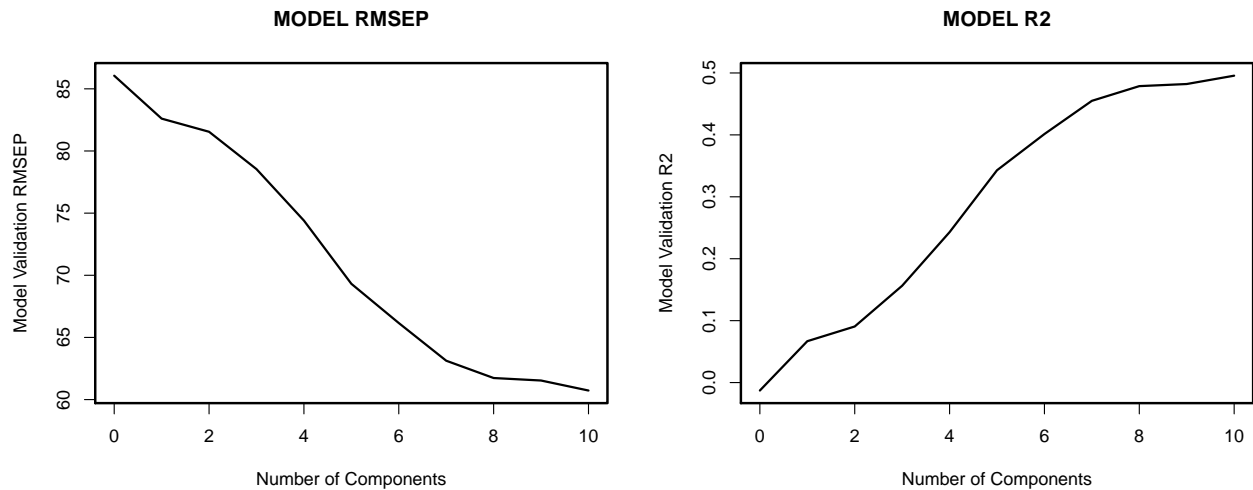 MODEL RMSEP
Model Validation RMSEP
85
80
75
70
65
60
0 2 4 6 8 10
Number of Components
MODEL R2
Model Validation R2
0.5
0.4
0.3
0.2
0.1
0.0
0 2 4 6 8 10
Number of Components